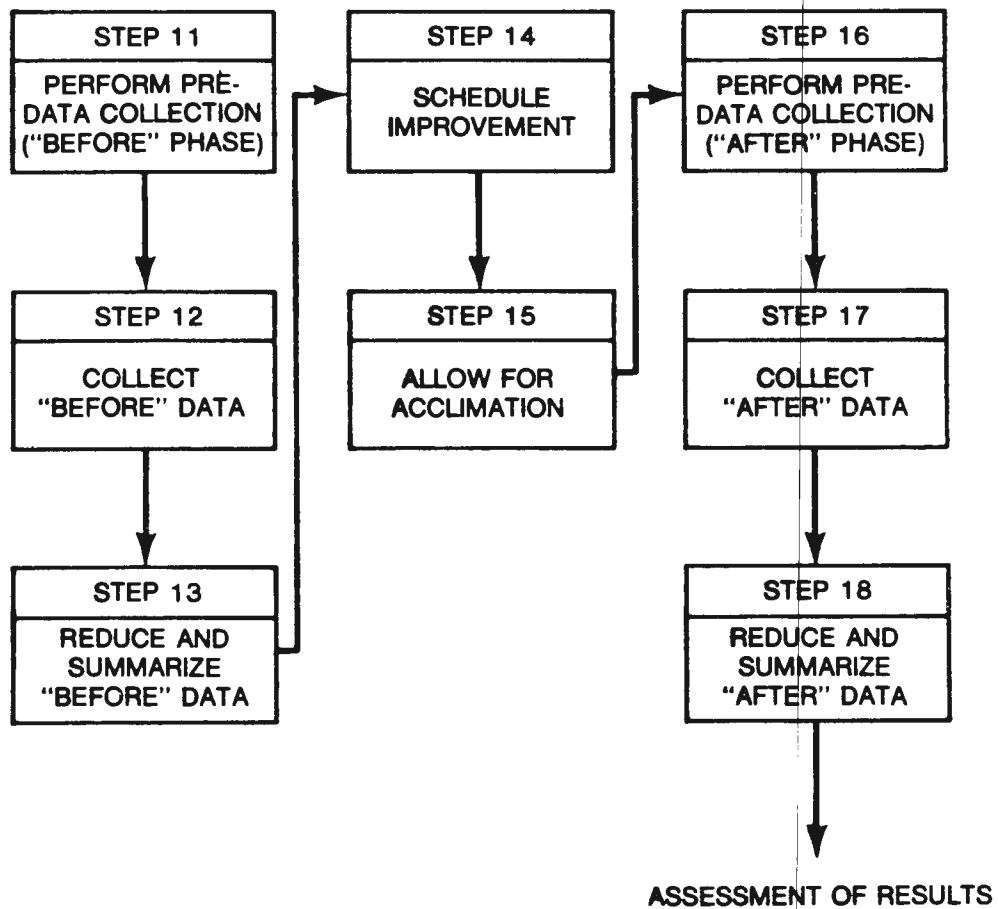 STEP 11
PERFORM PRE-
DATA COLLECTION
("BEFORE" PHASE)
STEP 12
COLLECT
"BEFORE" DATA
STEP 13
REDUCE AND
SUMMARIZE
"BEFORE" DATA
STEP 14
SCHEDULE
IMPROVEMENT
STEP 15
ALLOW FOR
ACCLIMATION
STEP 16
PERFORM PRE-
DATA COLLECTION
("AFTER" PHASE)
STEP 17
COLLECT
"AFTER" DATA
STEP 18
REDUCE AND
SUMMARIZE
"AFTER" DATA
ASSESSMENT OF RESULTS